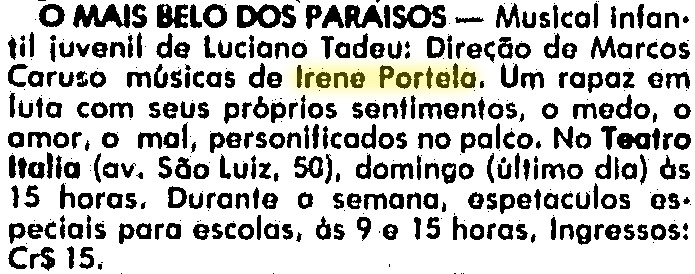 O MAIS BELO DOS PARAISOS — Musical infan-
til juvenil de Luciano Tadeu: Direção de Marcos
Caruso músicas de Irene Portela. Um rapaz em
luta com seus próprios sentimentos, o medo, o
amor, o mal, personificados no palco. No Teatro
Italia (av. São Luiz, 50), domingo (último dia) às
15 horas. Durante a semana, espetaculos es-
peciais para escolas, às 9 e 15 horas, Ingressos:
Cr$ 15.